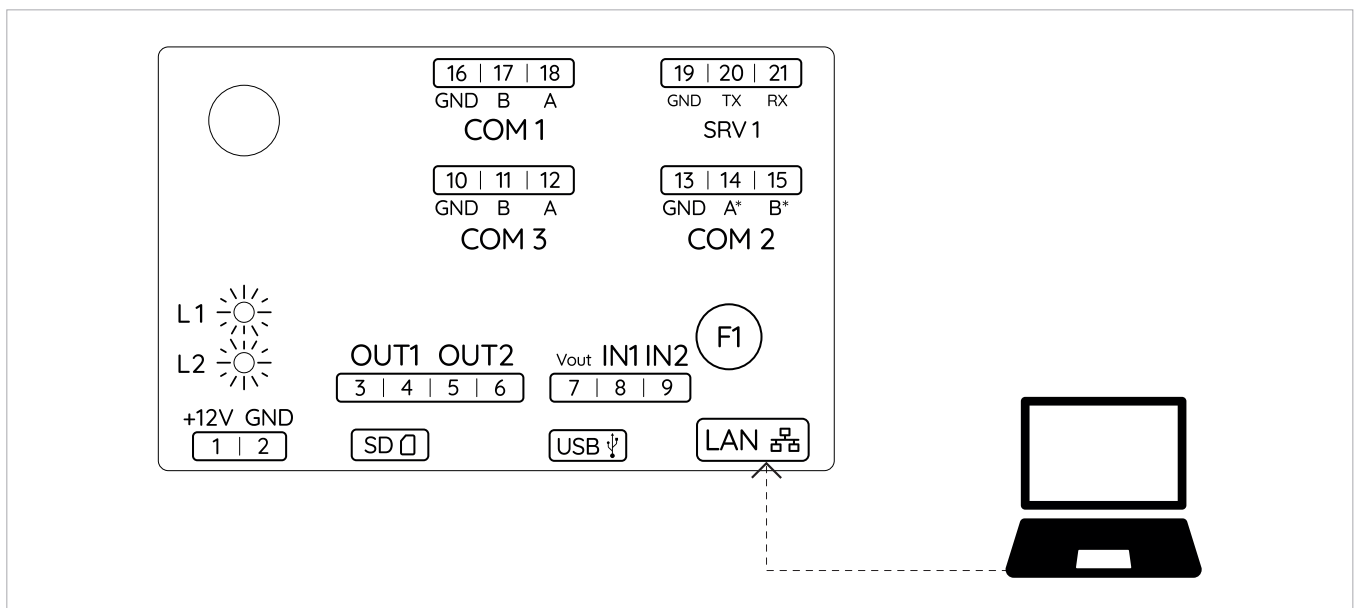 16 | 17 | 18
GND B A
COM 1
19 | 20 | 21
GND TX RX
SRV 1
10 | 11 | 12
GND B A
COM 3
13 | 14 | 15
GND A* B*
COM 2
L1
L2
F1
OUT1 OUT2
3 | 4 | 5 | 6
Vout IN1 IN2
7 | 8 | 9
+12V GND
1 | 2
SD
USB
LAN